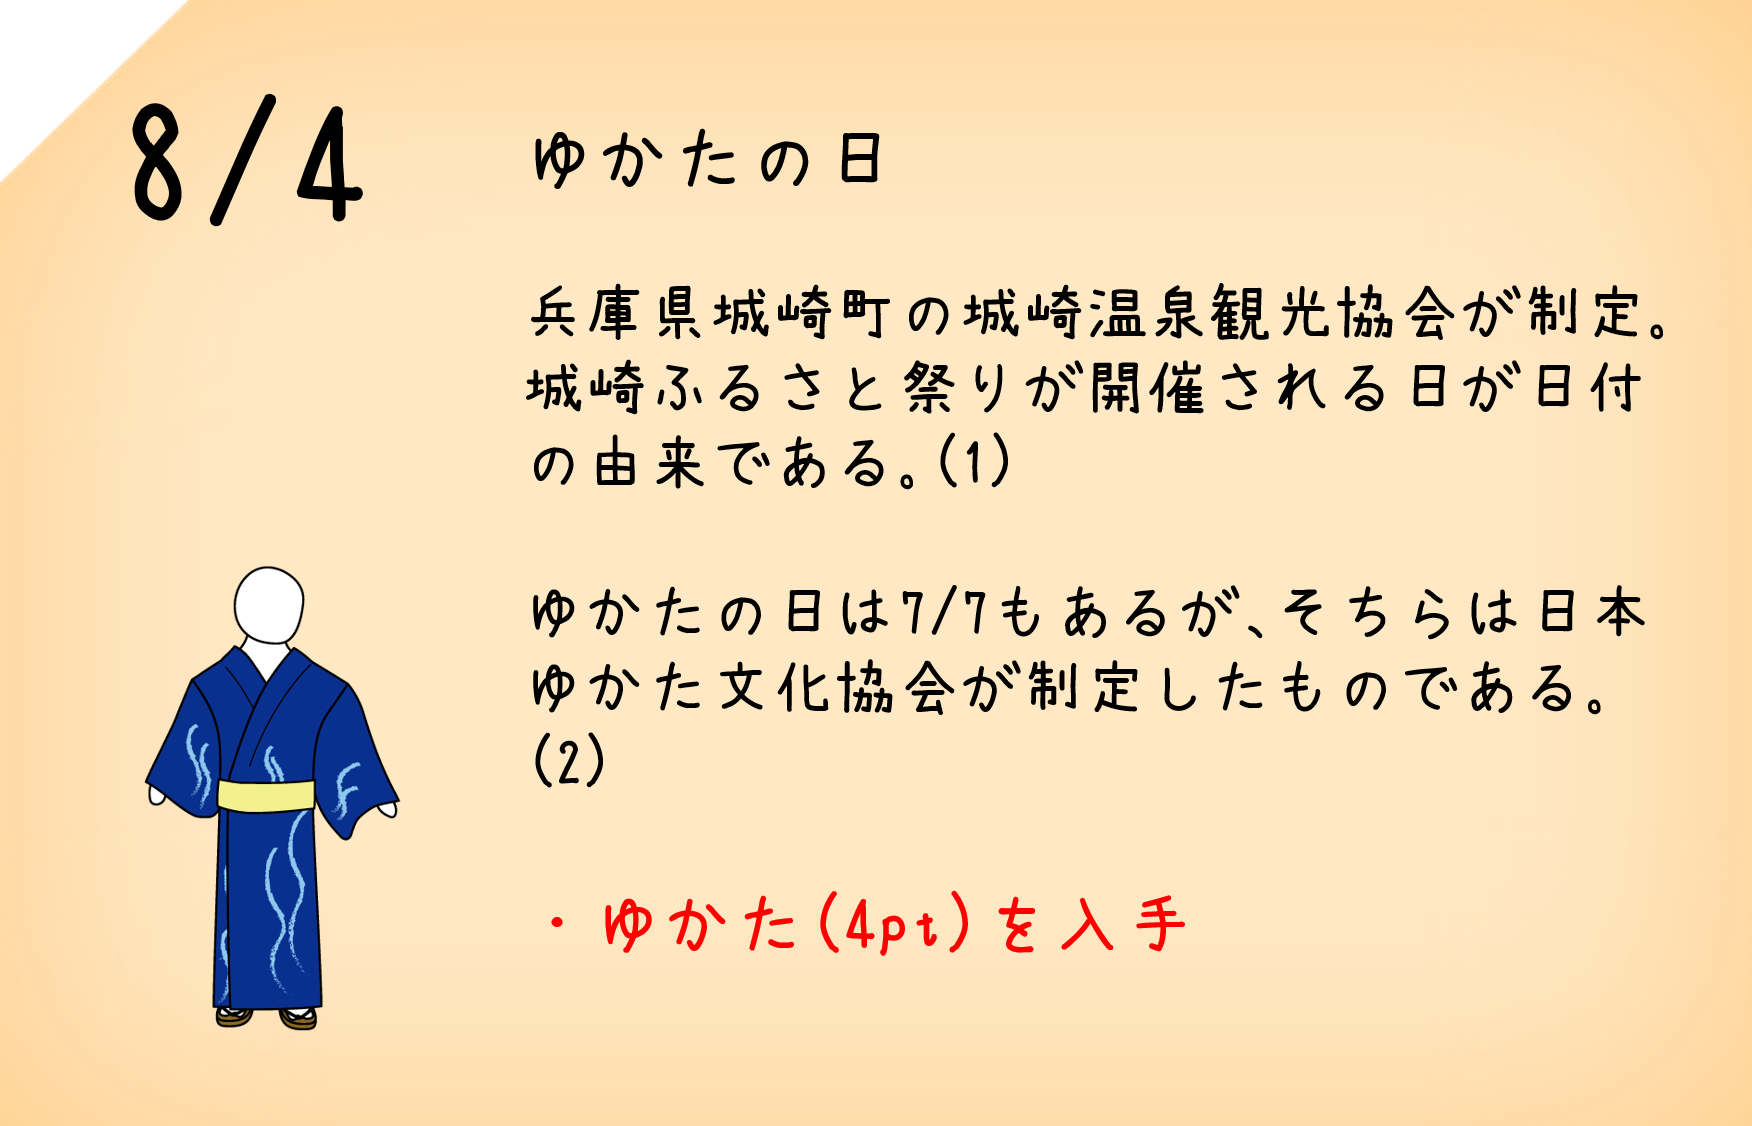 8/4
ゆかたの日
兵庫県城崎町の城崎温泉観光協会が制定。
城崎ふるさと祭りが開催される日が日付
の由来である。(1)
ゆかたの日は7/7もあるが、そちらは日本
ゆかた文化協会が制定したものである。
(2)
・ゆかた(4pt)を入手